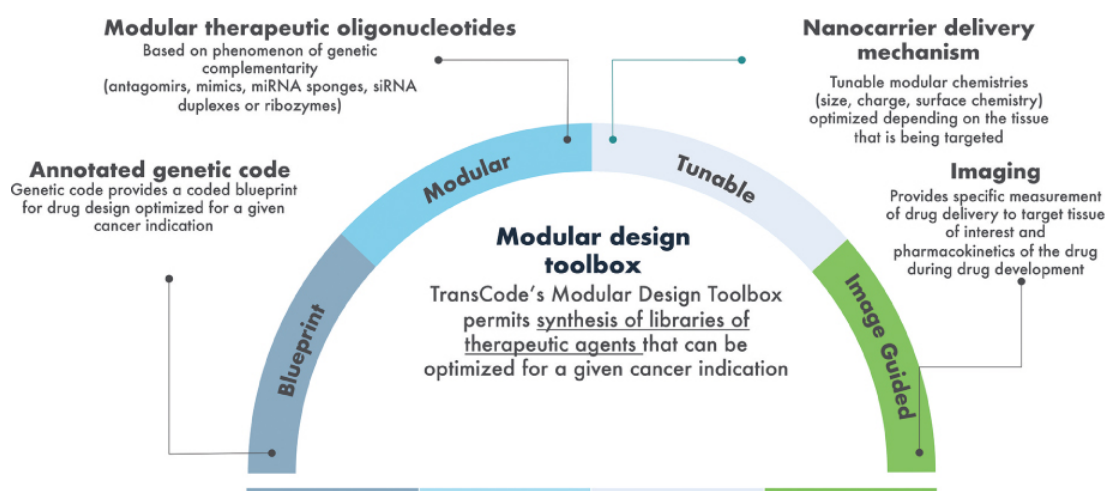 Modular therapeutic oligonucleotides
Based on phenomenon of genetic
complementarity
(antagomirs, mimics, miRNA sponges, siRNA
duplexes or ribozymes)
Nanocarrier delivery
mechanism
Tunable modular chemistries
(size, charge, surface chemistry)
optimized depending on the tissue
that is being targeted
Annotated genetic code
Genetic code provides a coded blueprint
for drug design optimized for a given
cancer indication
Imaging
Provides specific measurement
of drug delivery to target tissue
of interest and
pharmacokinetics of the drug
during drug development
Blueprint
Modular
Tunable
Image Guided
Modular design
toolbox
TransCode's Modular Design Toolbox
permits synthesis of libraries of
therapeutic agents that can be
optimized for a given cancer indication